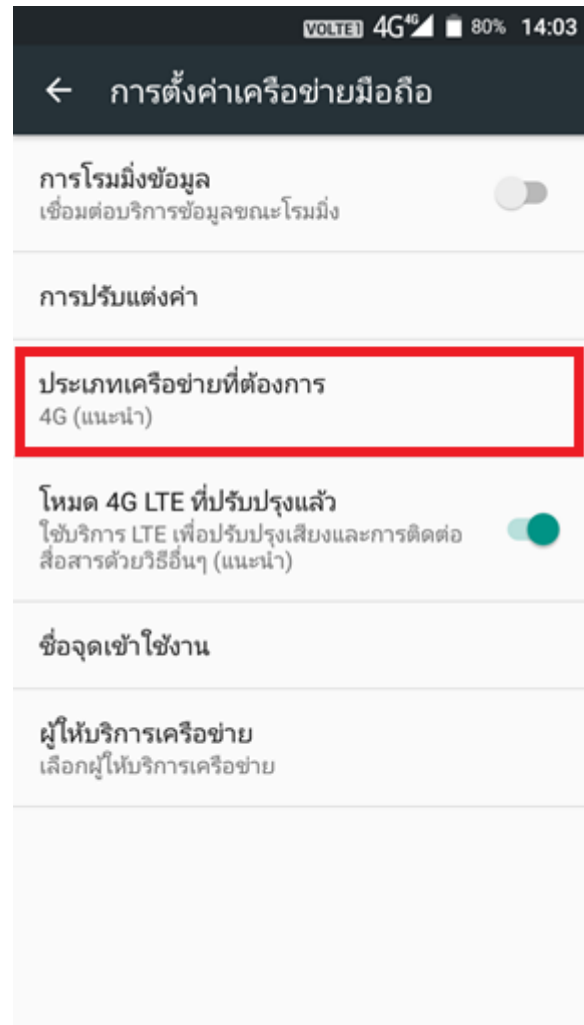 VOLTE1 4G 4G 80% 14:03
การตั้งค่าเครือข่ายมือถือ
การโรมมิ่งข้อมูล
เชื่อมต่อบริการข้อมูลขณะโรมมิ่ง
การปรับแต่งค่า
ประเภทเครือข่ายที่ต้องการ
4G (แนะนำ)
โหมด 4G LTE ที่ปรับปรุงแล้ว
ใช้บริการ LTE เพื่อปรับปรุงเสียงและการติดต่อ
สื่อสารด้วยวิธีอื่นๆ (แนะนำ)
ชื่อจุดเข้าใช้งาน
ผู้ให้บริการเครือข่าย
เลือกผู้ให้บริการเครือข่าย